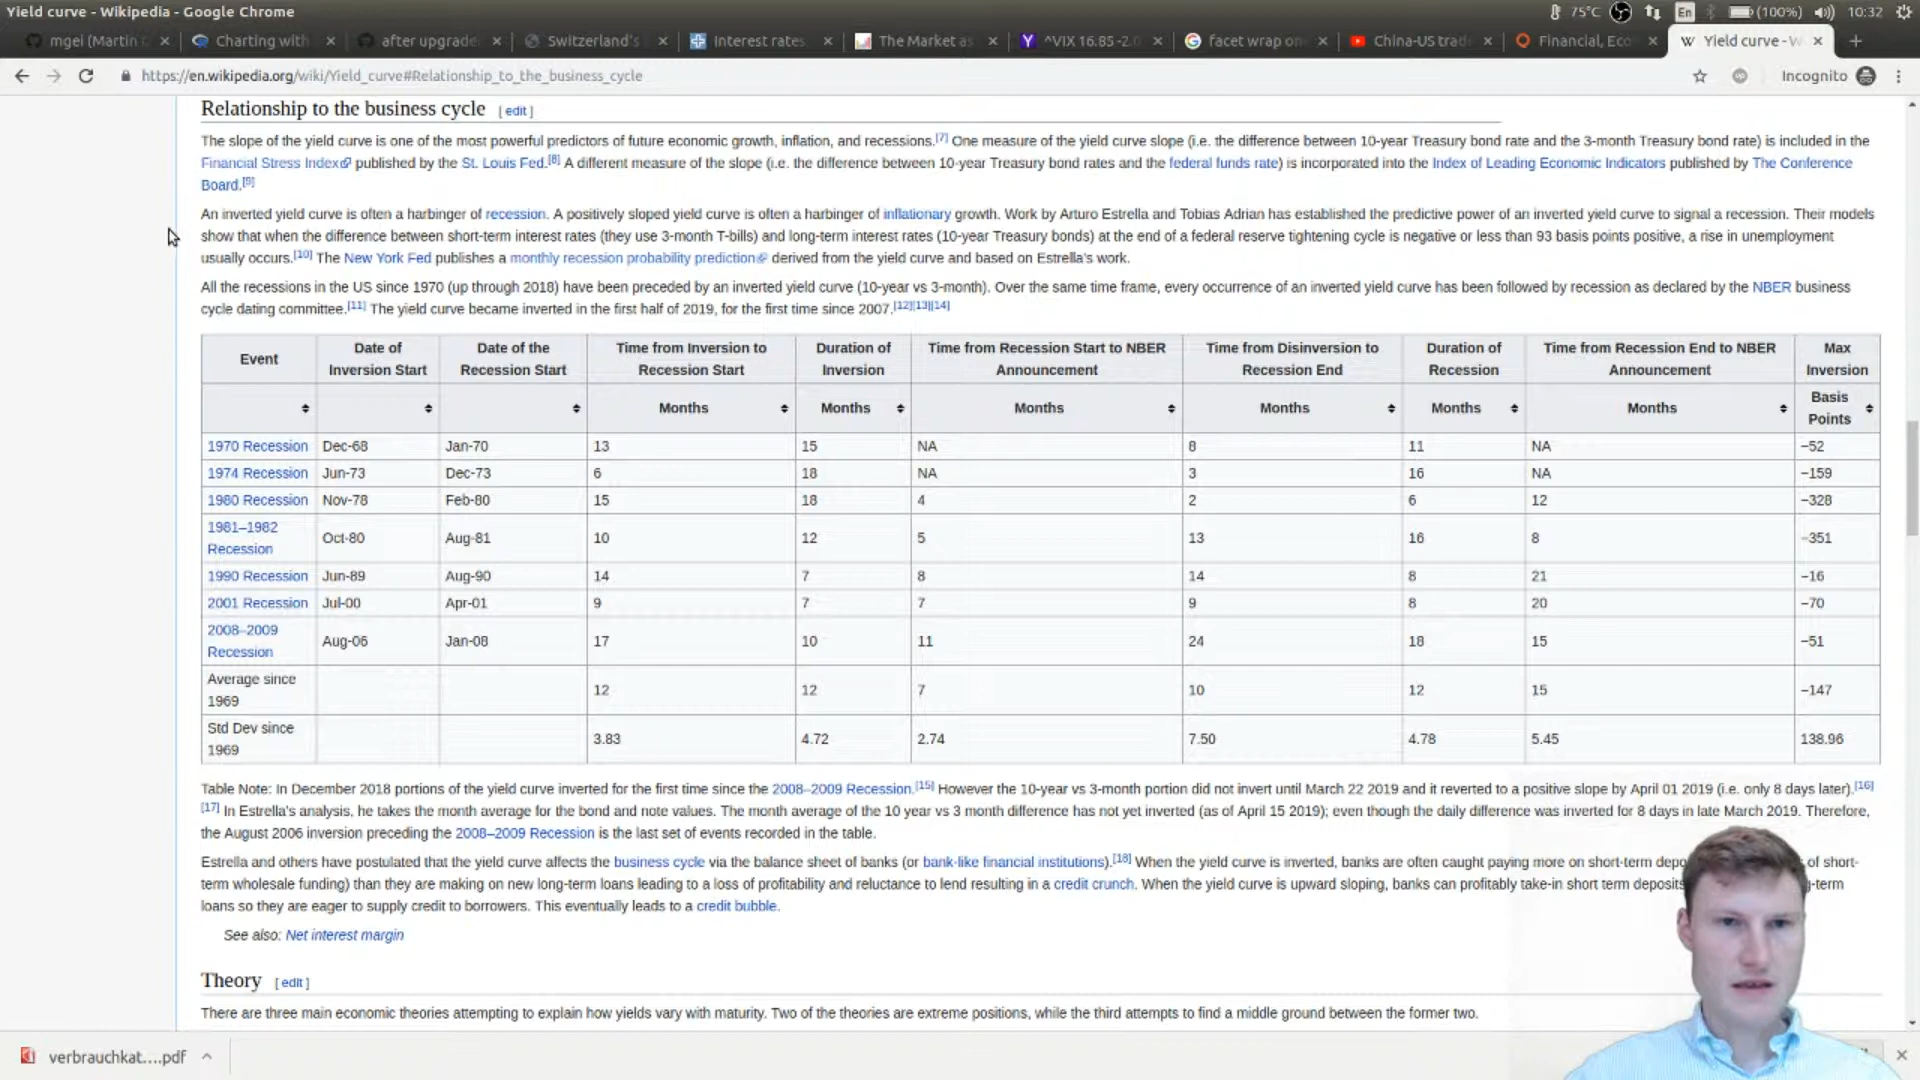 Yield curve - Wikipedia - Google Chrome
75°C En (100%) 10:32
mgei (Martin
Charting with
after upgrade
Switzerland's
Interest rates
The Market as
^VIX 16.85 -2.0
facet wrap on
China-US trad
Financial, Eco
Yield curve - W
https://en.wikipedia.org/wiki/Yield_curve#Relationship_to_the_business_cycle
Incognito
Relationship to the business cycle [ edit ]
The slope of the yield curve is one of the most powerful predictors of future economic growth, inflation, and recessions.[7] One measure of the yield curve slope (i.e. the difference between 10-year Treasury bond rate and the 3-month Treasury bond rate) is included in the
Financial Stress Index published by the St. Louis Fed.[8] A different measure of the slope (i.e. the difference between 10-year Treasury bond rates and the federal funds rate) is incorporated into the Index of Leading Economic Indicators published by The Conference
Board.[9]
An inverted yield curve is often a harbinger of recession. A positively sloped yield curve is often a harbinger of inflationary growth. Work by Arturo Estrella and Tobias Adrian has established the predictive power of an inverted yield curve to signal a recession. Their models
show that when the difference between short-term interest rates (they use 3-month T-bills) and long-term interest rates (10-year Treasury bonds) at the end of a federal reserve tightening cycle is negative or less than 93 basis points positive, a rise in unemployment
usually occurs.[10] The New York Fed publishes a monthly recession probability prediction derived from the yield curve and based on Estrella's work.
All the recessions in the US since 1970 (up through 2018) have been preceded by an inverted yield curve (10-year vs 3-month). Over the same time frame, every occurrence of an inverted yield curve has been followed by recession as declared by the NBER business
cycle dating committee.[11] The yield curve became inverted in the first half of 2019, for the first time since 2007.[12][13][14]
Event
Date of Inversion Start
Date of the Recession Start
Time from Inversion to Recession Start
Duration of Inversion
Time from Recession Start to NBER Announcement
Time from Disinversion to Recession End
Duration of Recession
Time from Recession End to NBER Announcement
Max Inversion
Months Months Months Months Months Months Basis Points
1970 Recession Dec-68 Jan-70 13 15 NA 8 11 NA −52
1974 Recession Jun-73 Dec-73 6 18 NA 3 16 NA −159
1980 Recession Nov-78 Feb-80 15 18 4 2 6 12 −328
1981–1982 Recession Oct-80 Aug-81 10 12 5 13 16 8 −351
1990 Recession Jun-89 Aug-90 14 7 8 14 8 21 −16
2001 Recession Jul-00 Apr-01 9 7 7 9 8 20 −70
2008–2009 Recession Aug-06 Jan-08 17 10 11 24 18 15 −51
Average since 1969 12 12 7 10 12 15 −147
Std Dev since 1969 3.83 4.72 2.74 7.50 4.78 5.45 138.96
Table Note: In December 2018 portions of the yield curve inverted for the first time since the 2008–2009 Recession.[15] However the 10-year vs 3-month portion did not invert until March 22 2019 and it reverted to a positive slope by April 01 2019 (i.e. only 8 days later).[16]
[17] In Estrella's analysis, he takes the month average for the bond and note values. The month average of the 10 year vs 3 month difference has not yet inverted (as of April 15 2019); even though the daily difference was inverted for 8 days in late March 2019. Therefore,
the August 2006 inversion preceding the 2008–2009 Recession is the last set of events recorded in the table.
Estrella and others have postulated that the yield curve affects the business cycle via the balance sheet of banks (or bank-like financial institutions).[18] When the yield curve is inverted, banks are often caught paying more on short-term depo of short-
term wholesale funding) than they are making on new long-term loans leading to a loss of profitability and reluctance to lend resulting in a credit crunch. When the yield curve is upward sloping, banks can profitably take-in short term deposits g-term
loans so they are eager to supply credit to borrowers. This eventually leads to a credit bubble.
See also: Net interest margin
Theory [ edit ]
There are three main economic theories attempting to explain how yields vary with maturity. Two of the theories are extreme positions, while the third attempts to find a middle ground between the former two.
verbrauchkat....pdf